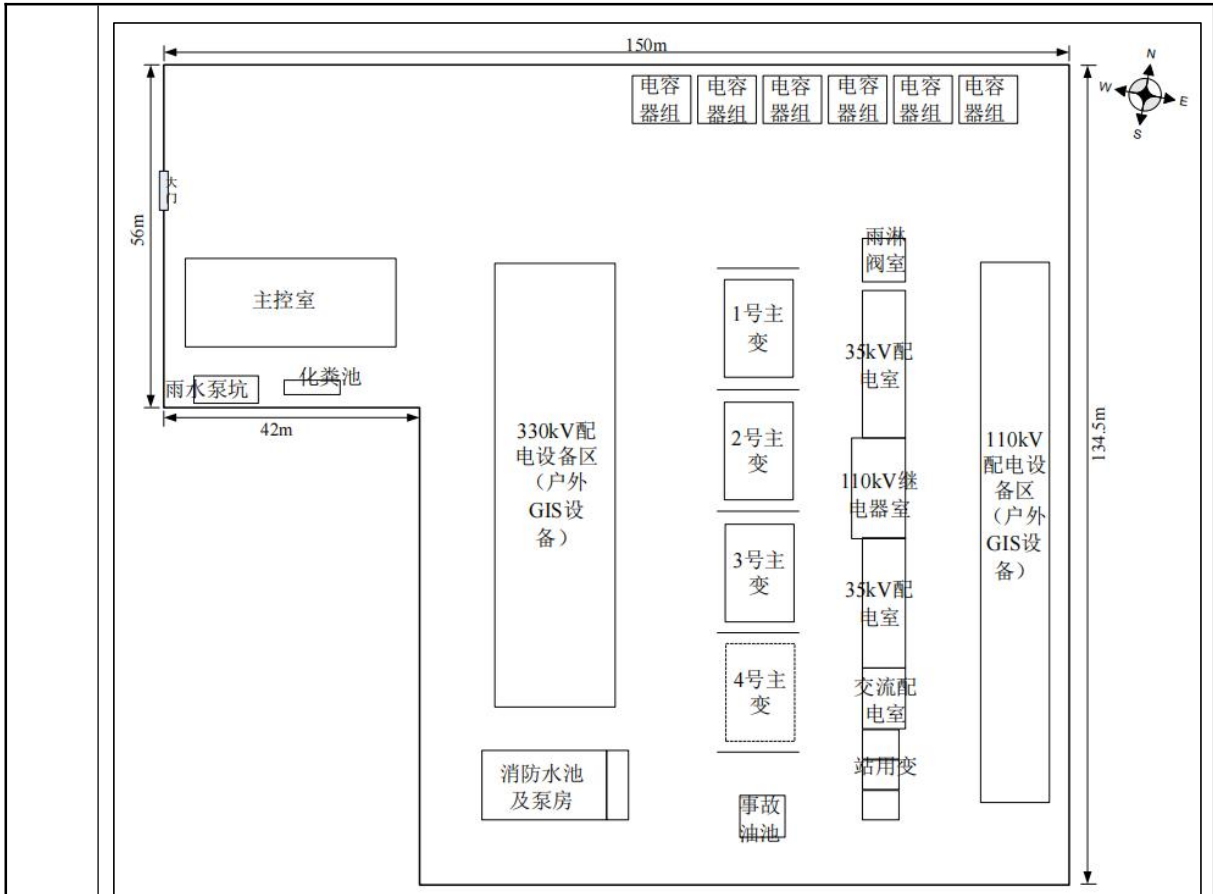 150m
N
W
E
S
电容
器组
电容
器组
电容
器组
电容
器组
电容
器组
电容
器组
大
门
56m
雨淋
阀室
主控室
1号主
变
35kV配
电室
化粪池
雨水泵坑
42m
330kV配
电设备区
（户外
GIS设
备）
2号主
变
110kV继
电器室
110kV
配电设
备区
（户外
GIS设
备）
134.5m
3号主
变
35kV配
电室
4号主
变
交流配
电室
站用变
消防水池
及泵房
事故
油池